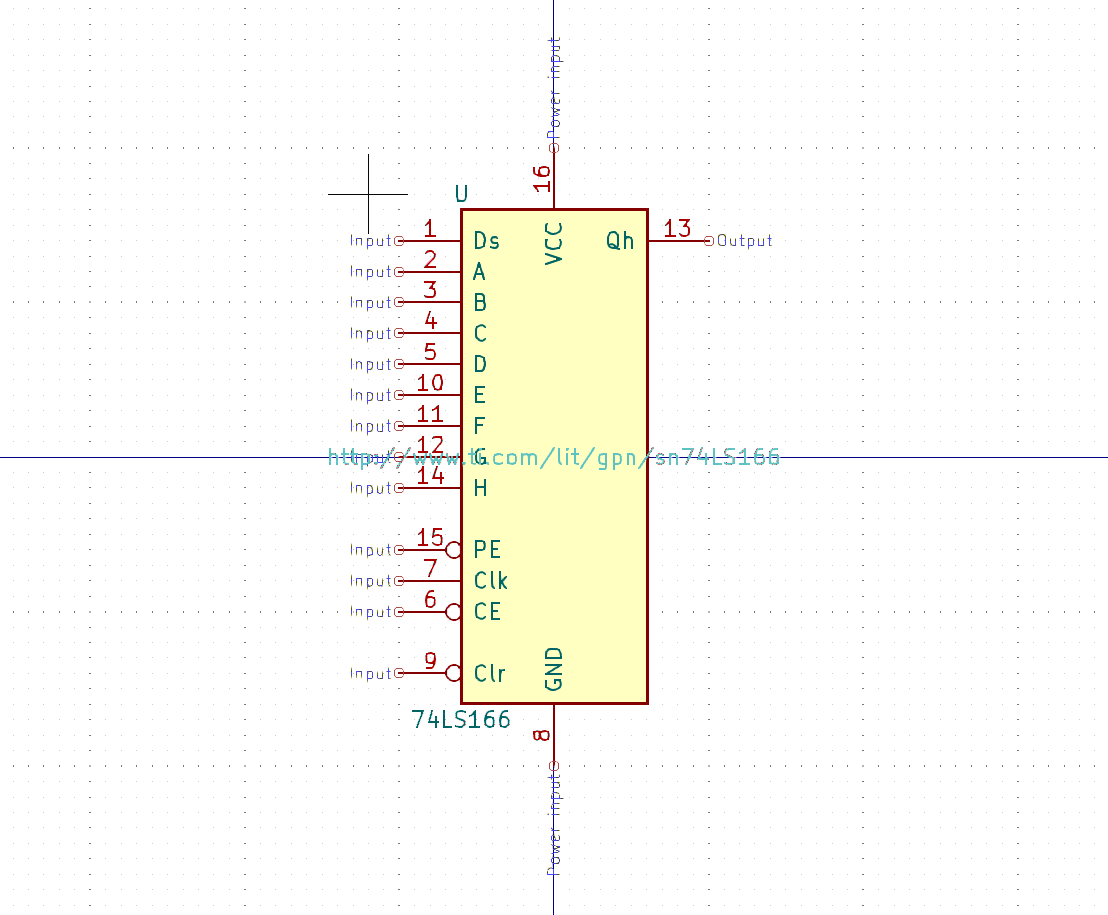 Power input
16
U
Input 1 Ds VCC Qh 13 Output
Input 2 A
Input 3 B
Input 4 C
Input 5 D
Input 10 E
Input 11 F
Input 12 G
http://www.ti.com/lit/gpn/sn74LS166
Input 14 H
Input 15 PE
Input 7 Clk
Input 6 CE
Input 9 Clr GND
74LS166
8
Power input